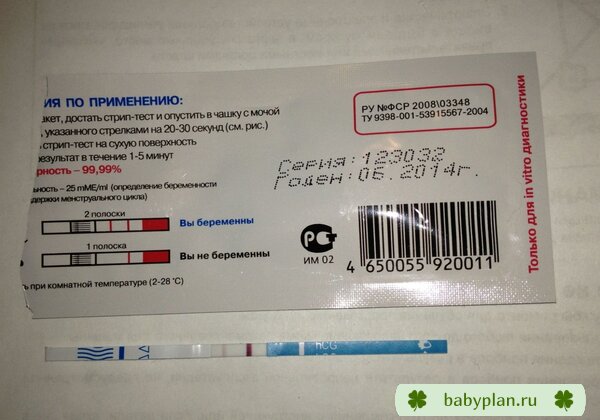 ИЯ ПО ПРИМЕНЕНИЮ:
акет, достать стрип-тест и опустить в чашку с мочой
указанного стрелками на 20-30 секунд (см. рис.)
стрип-тест на сухую поверхность
результат в течение 1-5 минут
рность – 99,99%
ьность – 25 mME/ml (определение беременности
держки менструального цикла)
2 полоски
Вы беременны
1 полоска
Вы не беременны
ь при комнатной температуре (2-28°C)
РУ №ФСР 2008\03348
ТУ 9398-001-53915567-2004
Серия: 123032
Годен: 06.2014г.
РСТ
ИМ 02
4 650055 920011
Только для in vitro диагностики
hCG
babyplan.ru